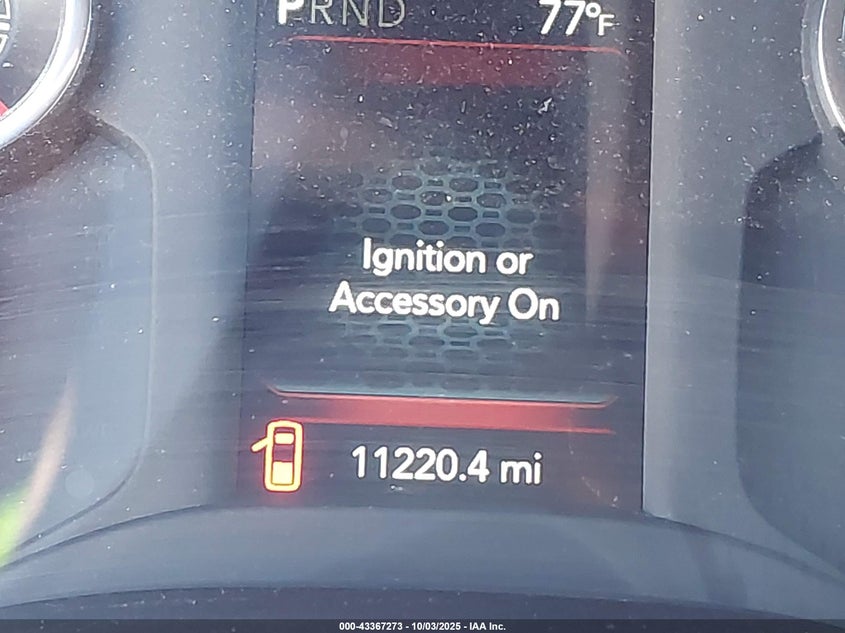 PRND 77°F
Ignition or
Accessory On
11220.4 mi
000-43367273 - 10/03/2025 - IAA Inc.